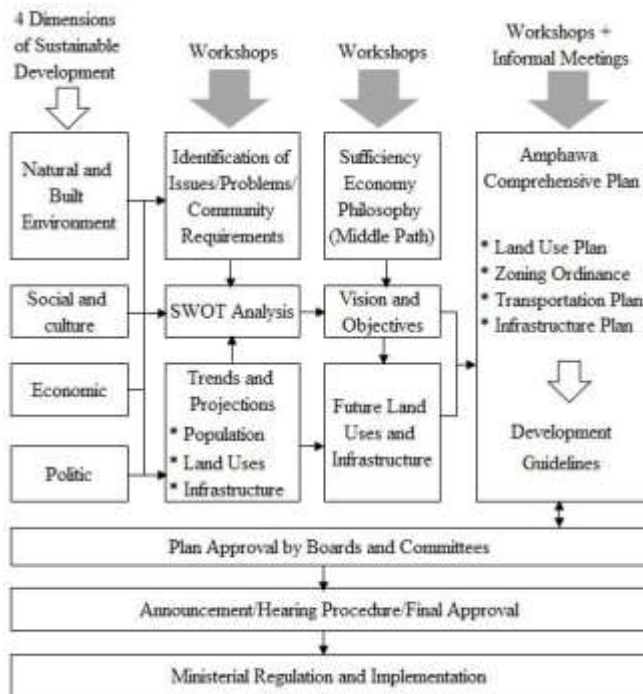 4 Dimensions
of Sustainable
Development
Workshops
Workshops
Workshops +
Informal Meetings
Natural and
Built
Environment
Identification of
Issues/Problems/
Community
Requirements
Sufficiency
Economy
Philosophy
(Middle Path)
Amphawa
Comprehensive Plan
* Land Use Plan
* Zoning Ordinance
* Transportation Plan
* Infrastructure Plan
Development
Guidelines
Social and
culture
SWOT Analysis
Vision and
Objectives
Economic
Politic
Trends and
Projections
* Population
* Land Uses
* Infrastructure
Future Land
Uses and
Infrastructure
Plan Approval by Boards and Committees
Announcement/Hearing Procedure/Final Approval
Ministerial Regulation and Implementation